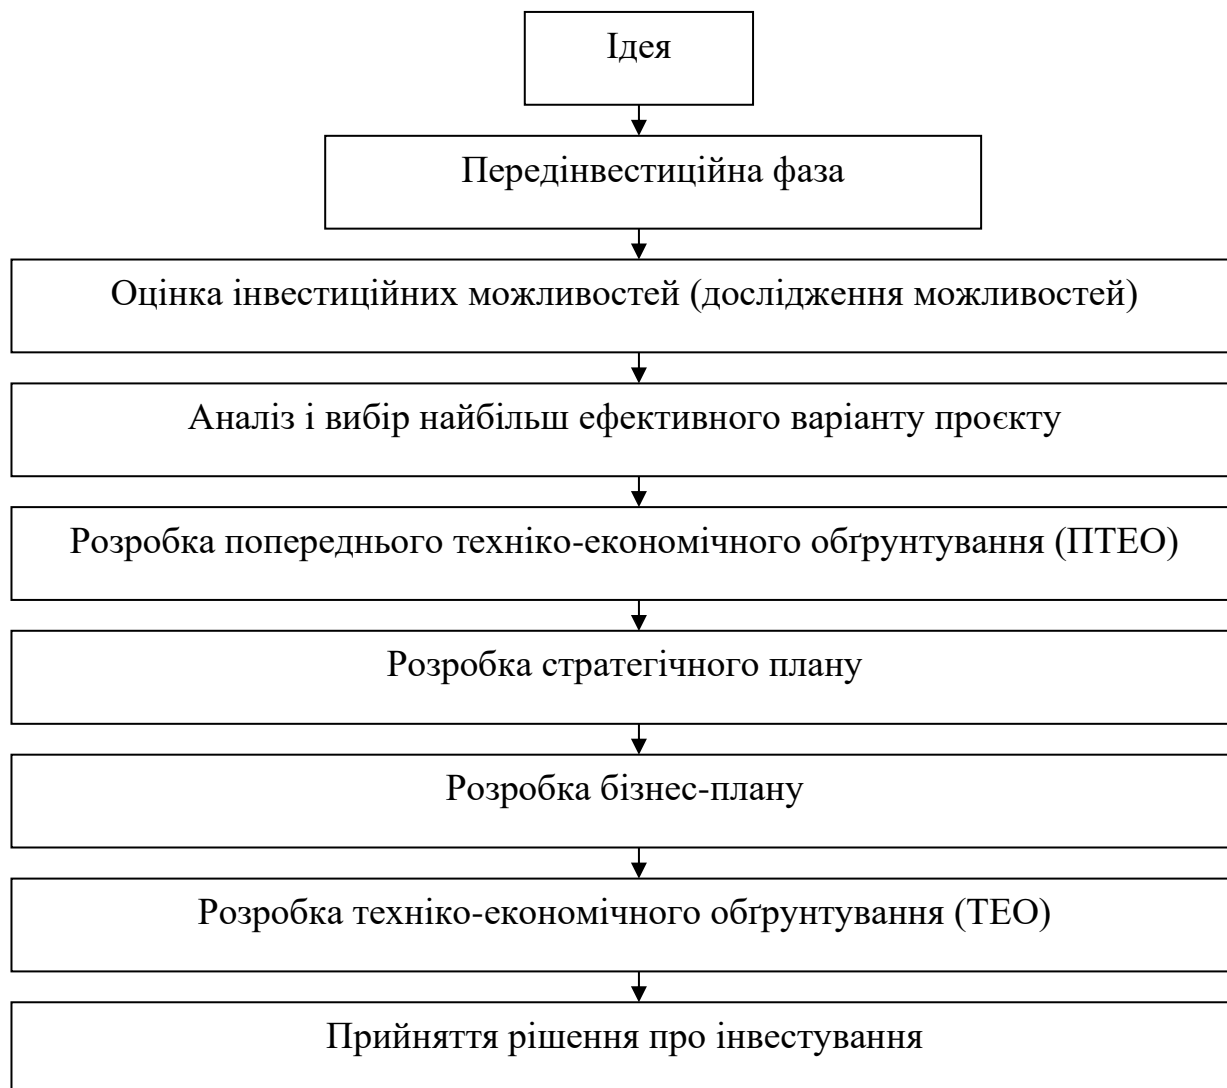 Ідея
Передінвестиційна фаза
Оцінка інвестиційних можливостей (дослідження можливостей)
Аналіз і вибір найбільш ефективного варіанту проєкту
Розробка попереднього техніко-економічного обґрунтування (ПТЕО)
Розробка стратегічного плану
Розробка бізнес-плану
Розробка техніко-економічного обґрунтування (ТЕО)
Прийняття рішення про інвестування